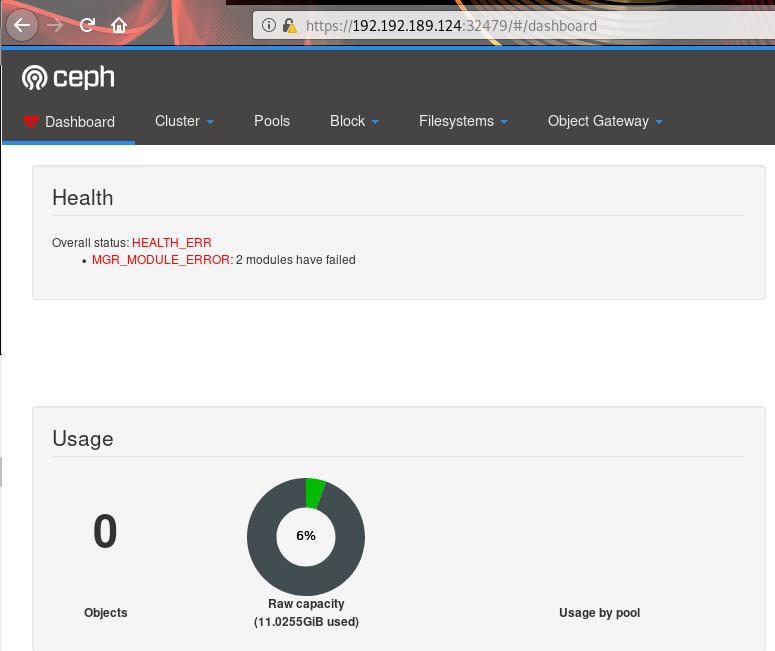 https://192.192.189.124:32479/#/dashboard
ceph
Dashboard Cluster Pools Block Filesystems Object Gateway
Health
Overall status: HEALTH_ERR
• MGR_MODULE_ERROR: 2 modules have failed
Usage
0
6%
Objects
Raw capacity
(11.0255GiB used)
Usage by pool